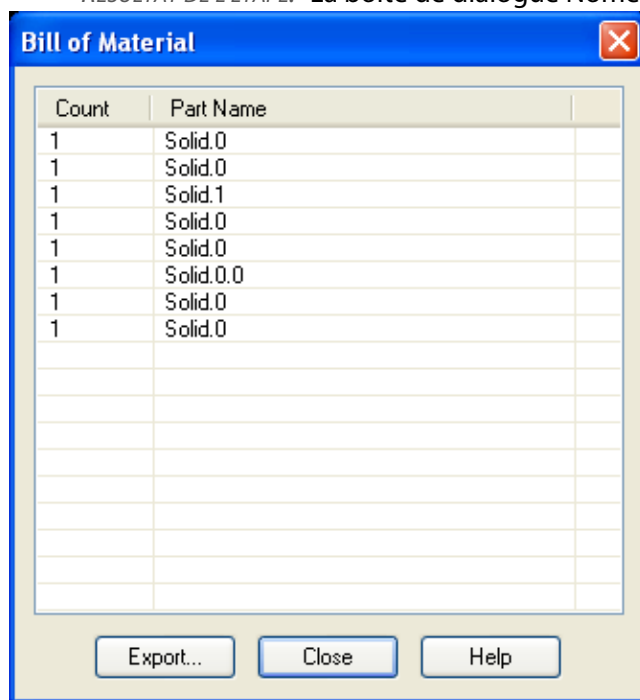 La boîte de dialogue Nome
Bill of Material
Count Part Name
1 Solid.0
1 Solid.0
1 Solid.1
1 Solid.0
1 Solid.0
1 Solid.0.0
1 Solid.0
1 Solid.0
Export... Close Help